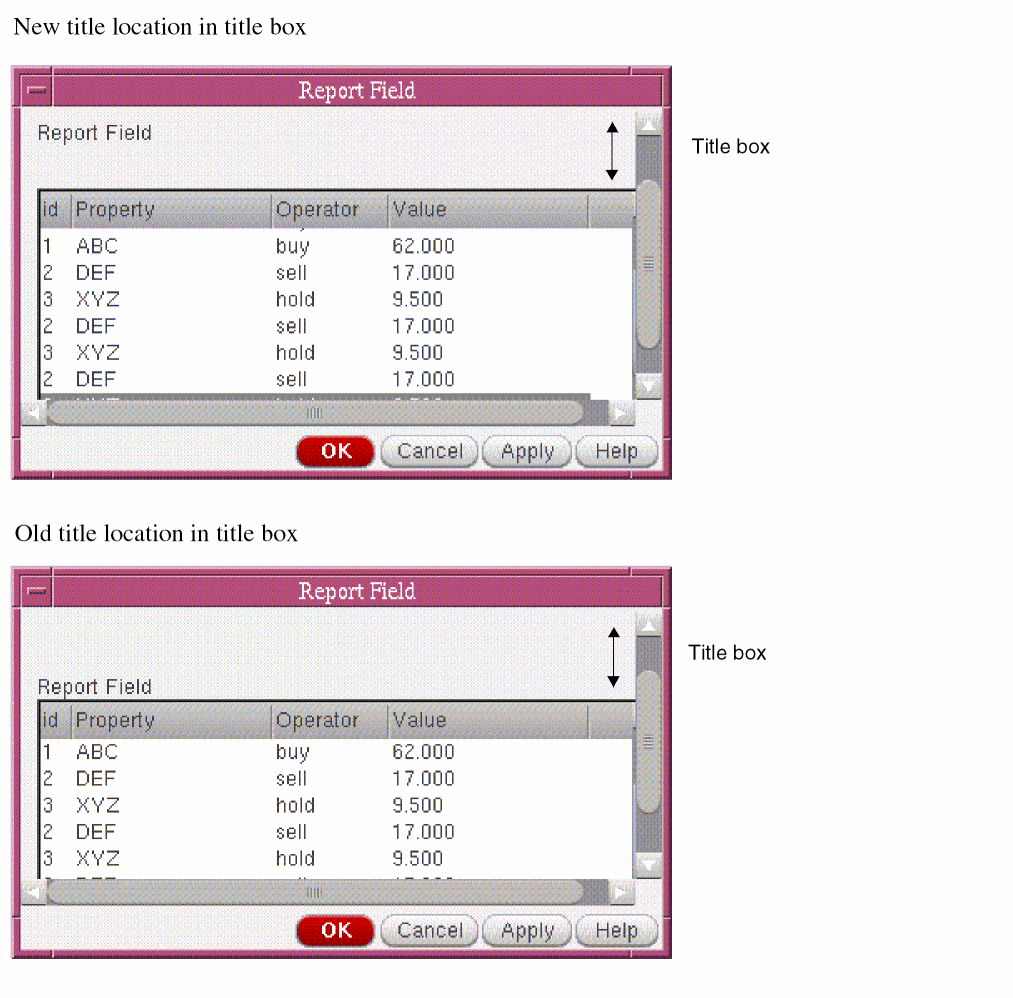 New title location in title box
Report Field
Report Field
Title box
id Property Operator Value
1 ABC buy 62.000
2 DEF sell 17.000
3 XYZ hold 9.500
2 DEF sell 17.000
3 XYZ hold 9.500
2 DEF sell 17.000
OK Cancel Apply Help
Old title location in title box
Report Field
Title box
Report Field
id Property Operator Value
1 ABC buy 62.000
2 DEF sell 17.000
3 XYZ hold 9.500
2 DEF sell 17.000
3 XYZ hold 9.500
OK Cancel Apply Help